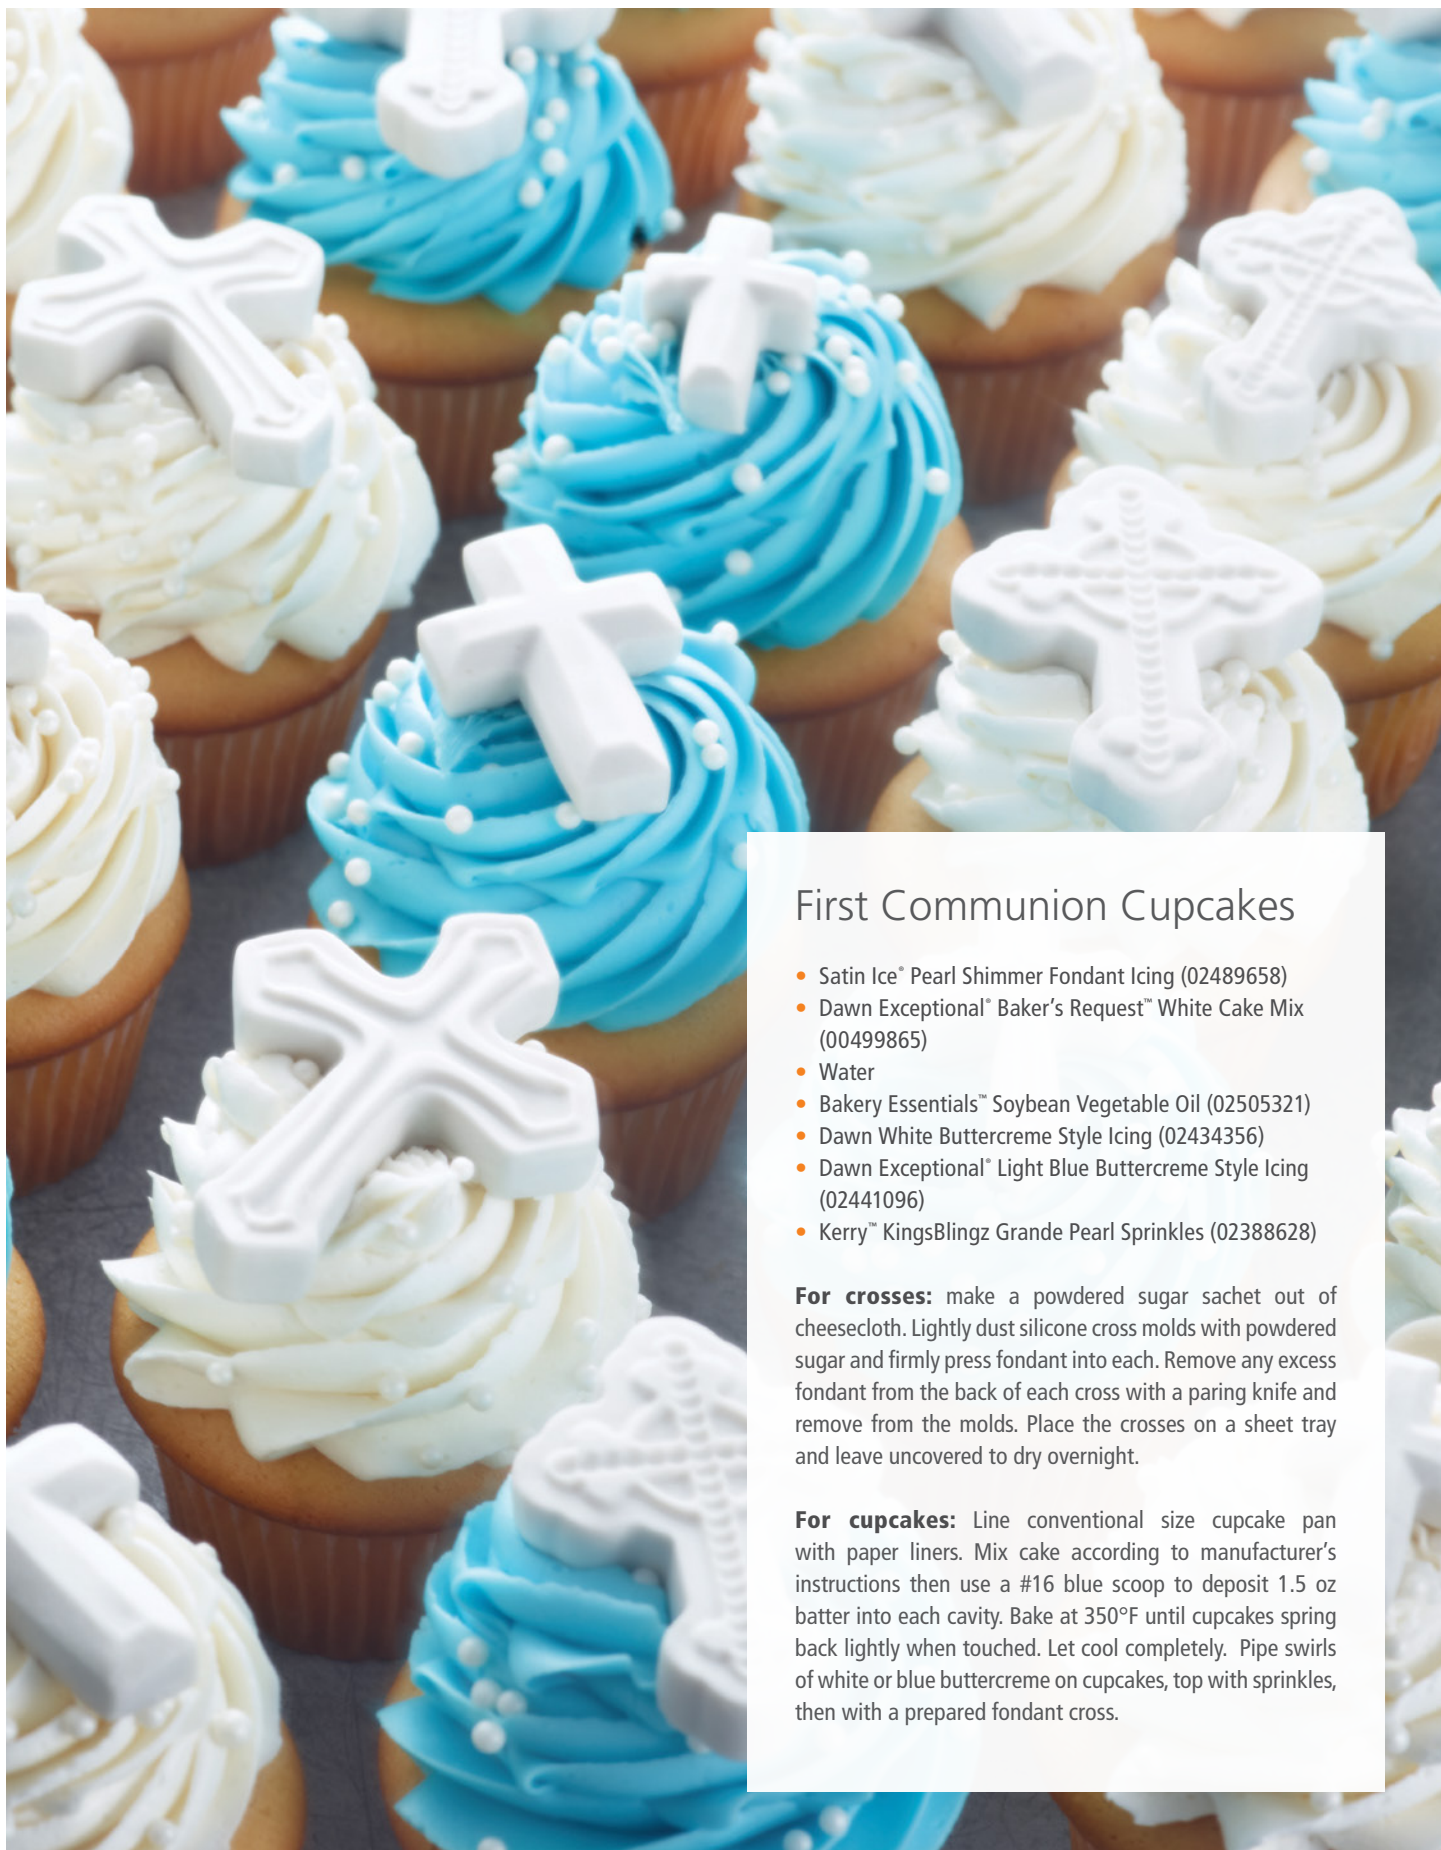 First Communion Cupcakes
• Satin Ice® Pearl Shimmer Fondant Icing (02489658)
• Dawn Exceptional® Baker's Request™ White Cake Mix
(00499865)
• Water
• Bakery Essentials™ Soybean Vegetable Oil (02505321)
• Dawn White Buttercreme Style Icing (02434356)
• Dawn Exceptional® Light Blue Buttercreme Style Icing
(02441096)
• Kerry™ KingsBlingz Grande Pearl Sprinkles (02388628)
For crosses: make a powdered sugar sachet out of
cheesecloth. Lightly dust silicone cross molds with powdered
sugar and firmly press fondant into each. Remove any excess
fondant from the back of each cross with a paring knife and
remove from the molds. Place the crosses on a sheet tray
and leave uncovered to dry overnight.
For cupcakes: Line conventional size cupcake pan
with paper liners. Mix cake according to manufacturer's
instructions then use a #16 blue scoop to deposit 1.5 oz
batter into each cavity. Bake at 350°F until cupcakes spring
back lightly when touched. Let cool completely. Pipe swirls
of white or blue buttercreme on cupcakes, top with sprinkles,
then with a prepared fondant cross.